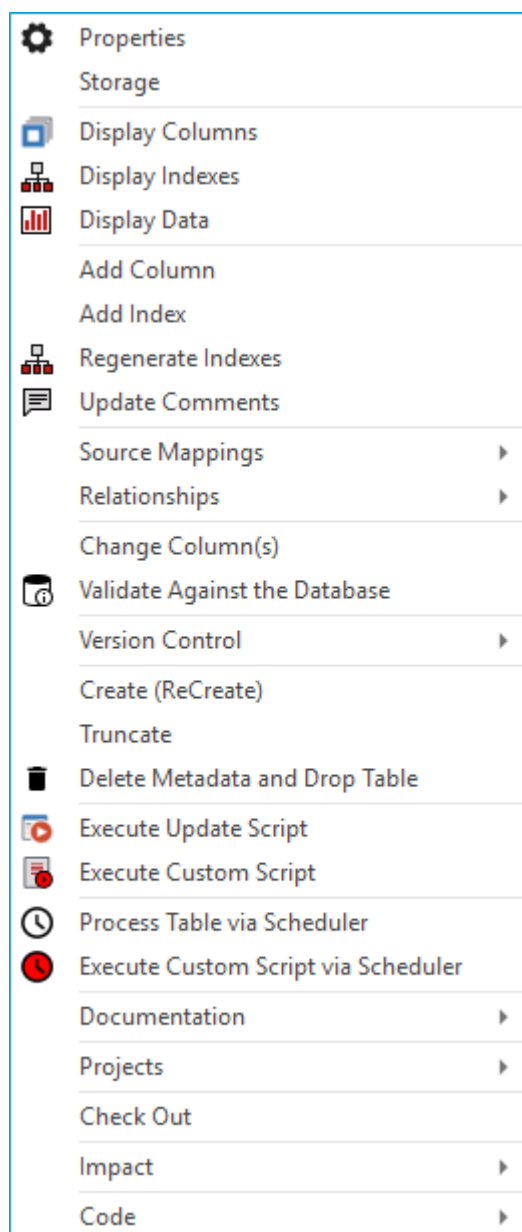 Properties
Storage
Display Columns
Display Indexes
Display Data
Add Column
Add Index
Regenerate Indexes
Update Comments
Source Mappings
Relationships
Change Column(s)
Validate Against the Database
Version Control
Create (ReCreate)
Truncate
Delete Metadata and Drop Table
Execute Update Script
Execute Custom Script
Process Table via Scheduler
Execute Custom Script via Scheduler
Documentation
Projects
Check Out
Impact
Code